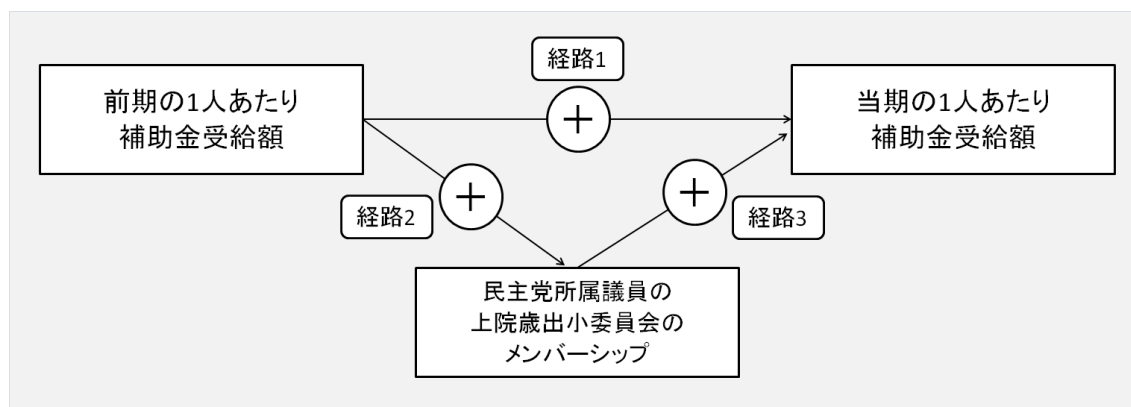 経路1
前期の1人あたり
補助金受給額
当期の1人あたり
補助金受給額
+
+
+
経路2
経路3
民主党所属議員の
上院歳出小委員会の
メンバーシップ